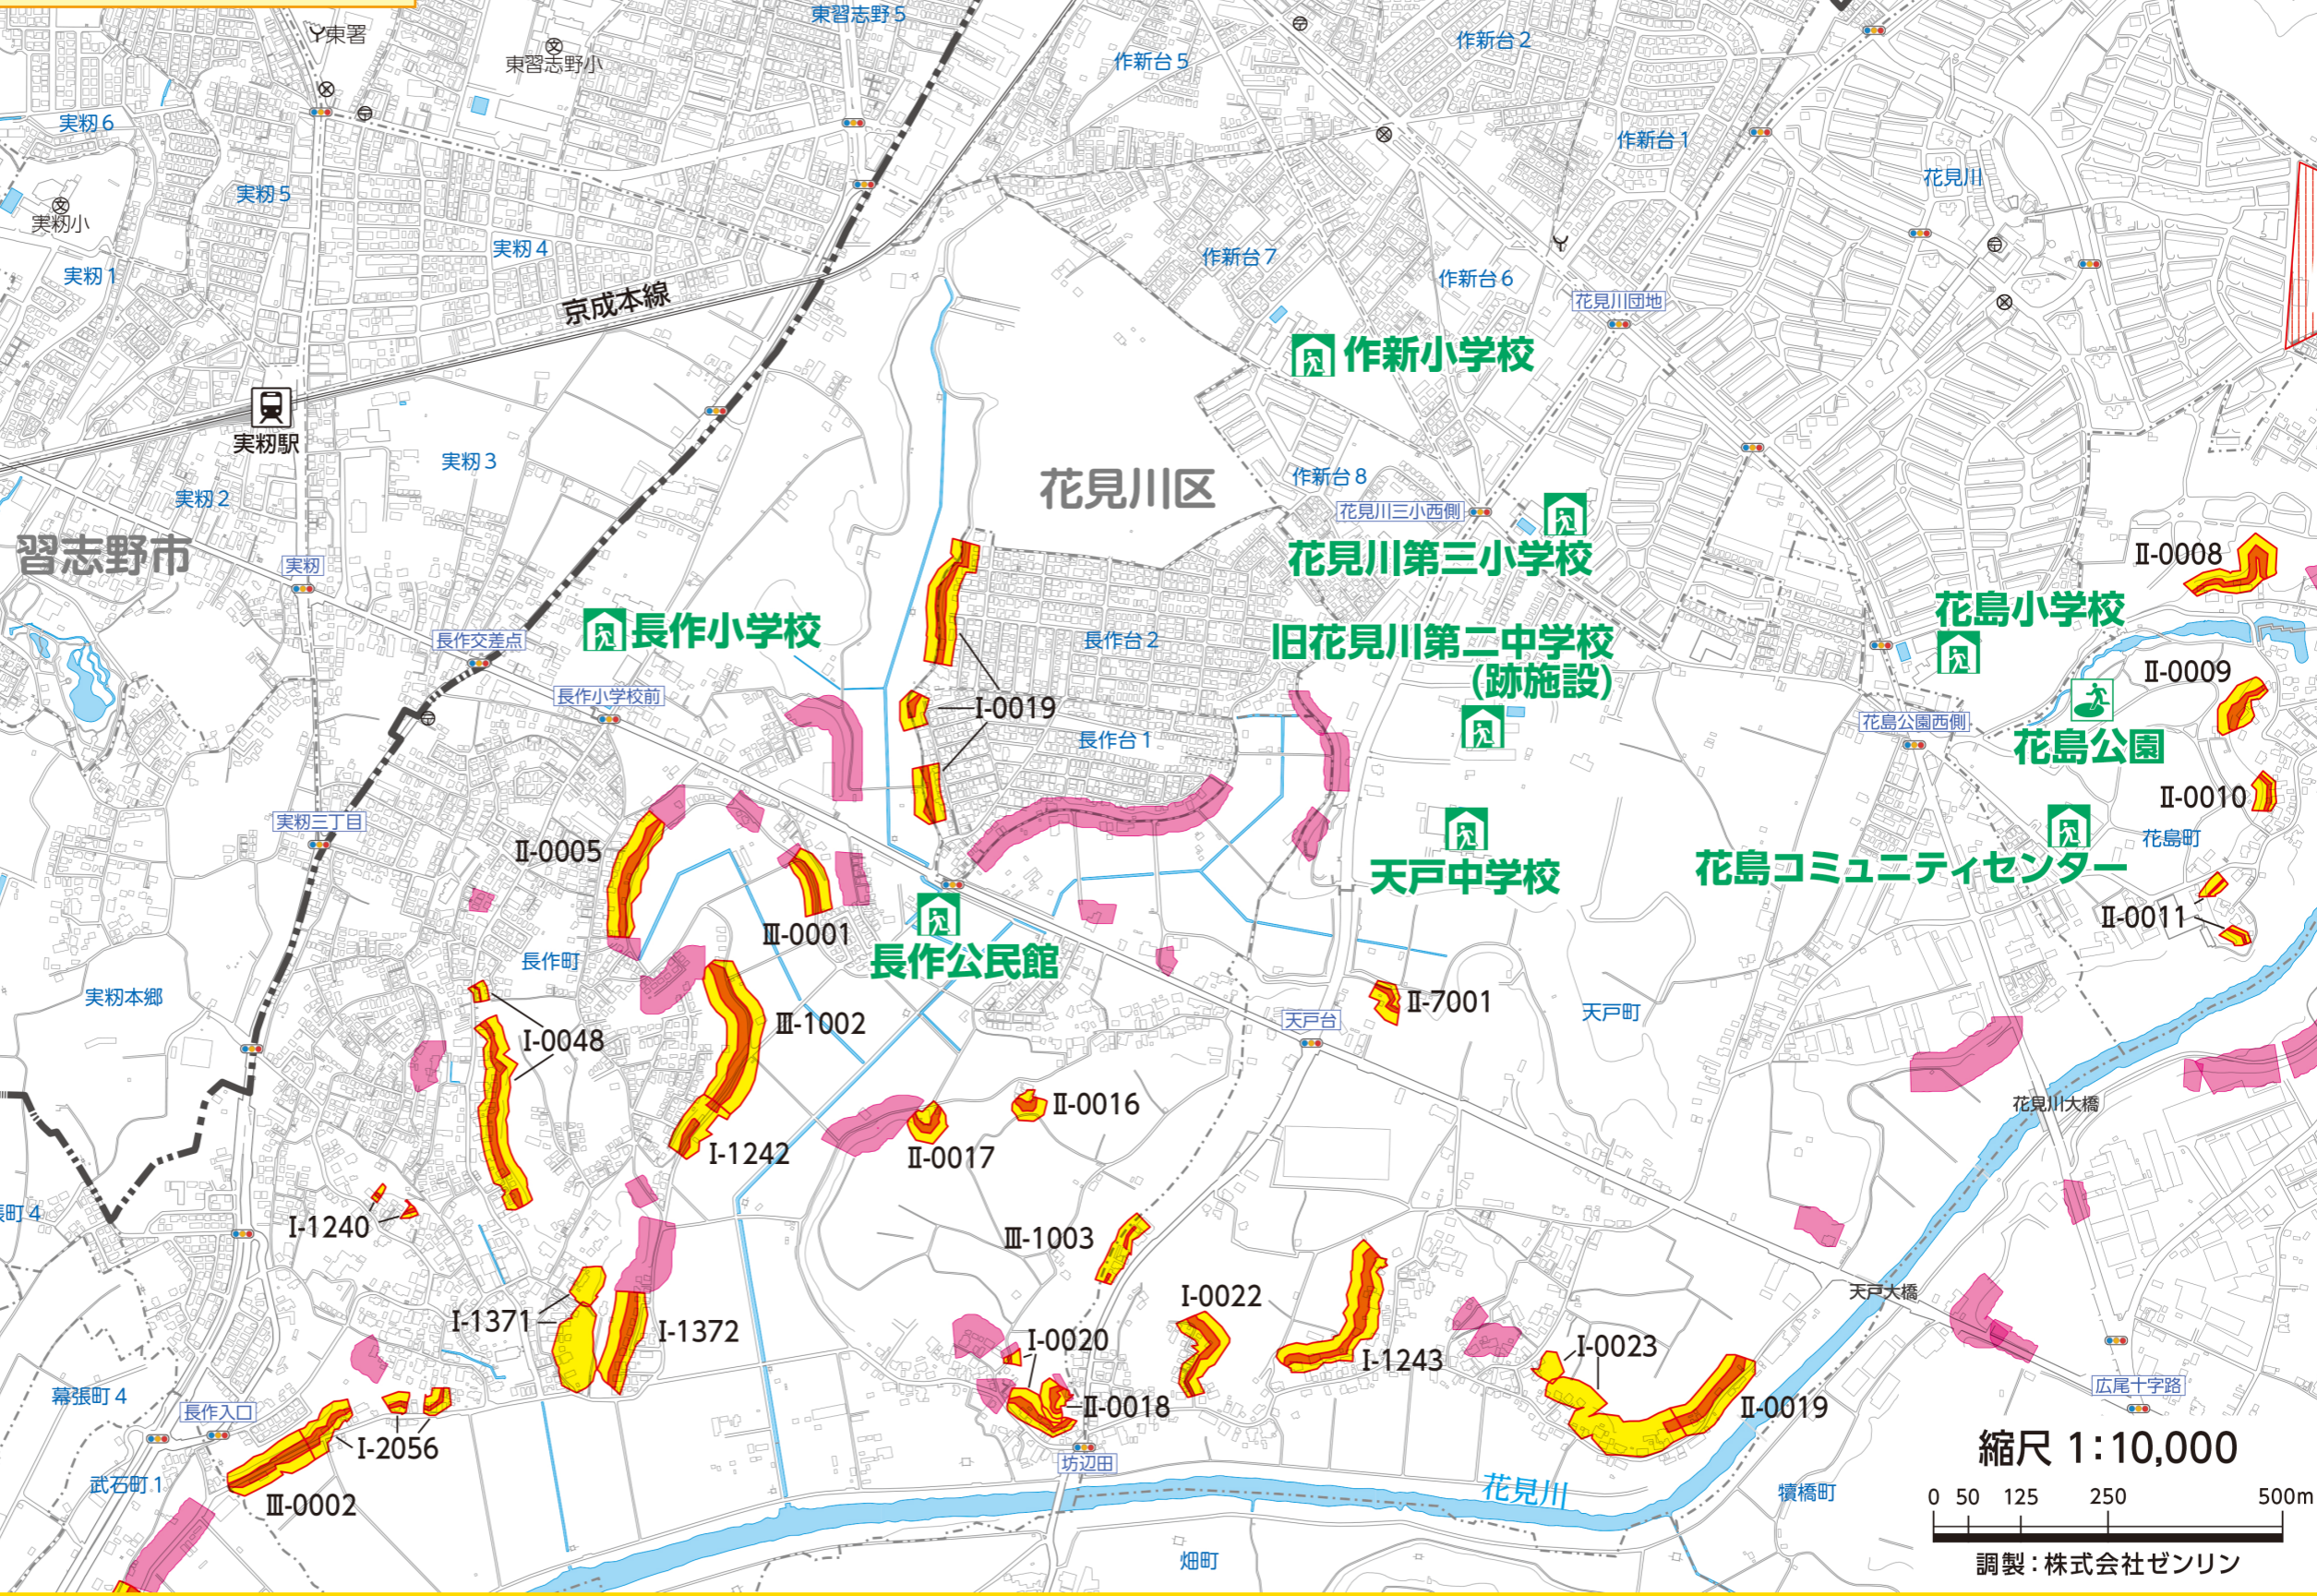 東習志野5
東署
東習志野小
作新台5
作新台2
実籾6
作新台1
花見川
実籾5
実籾小
実籾4
実籾1
作新台7
作新台6
京成本線
花見川団地
作新小学校
実籾駅
実籾3
実籾2
花見川区
作新台8
花見川三小西側
習志野市
実籾
花見川第三小学校
Ⅱ-0008
花島小学校
長作小学校
長作交差点
長作台2
旧花見川第二中学校
(跡施設)
Ⅱ-0009
長作小学校前
Ⅰ-0019
花島公園西側
長作台1
花島公園
Ⅱ-0010
実籾三丁目
花島町
Ⅱ-0005
天戸中学校
花島コミュニティセンター
Ⅲ-0001
Ⅱ-0011
長作公民館
長作町
実籾本郷
Ⅱ-7001
天戸町
Ⅲ-1002
天戸台
Ⅰ-0048
Ⅱ-0016
花見川大橋
Ⅰ-1242
Ⅱ-0017
町4
Ⅰ-1240
Ⅲ-1003
天戸大橋
Ⅰ-0022
Ⅰ-1371
Ⅰ-1372
Ⅰ-0020
Ⅰ-1243
Ⅰ-0023
幕張町4
広尾十字路
長作入口
Ⅱ-0018
Ⅱ-0019
Ⅰ-2056
縮尺 1:10,000
坊辺田
武石町1
Ⅲ-0002
花見川
犢橋町
0 50 125 250 500m
畑町
調製:株式会社ゼンリン